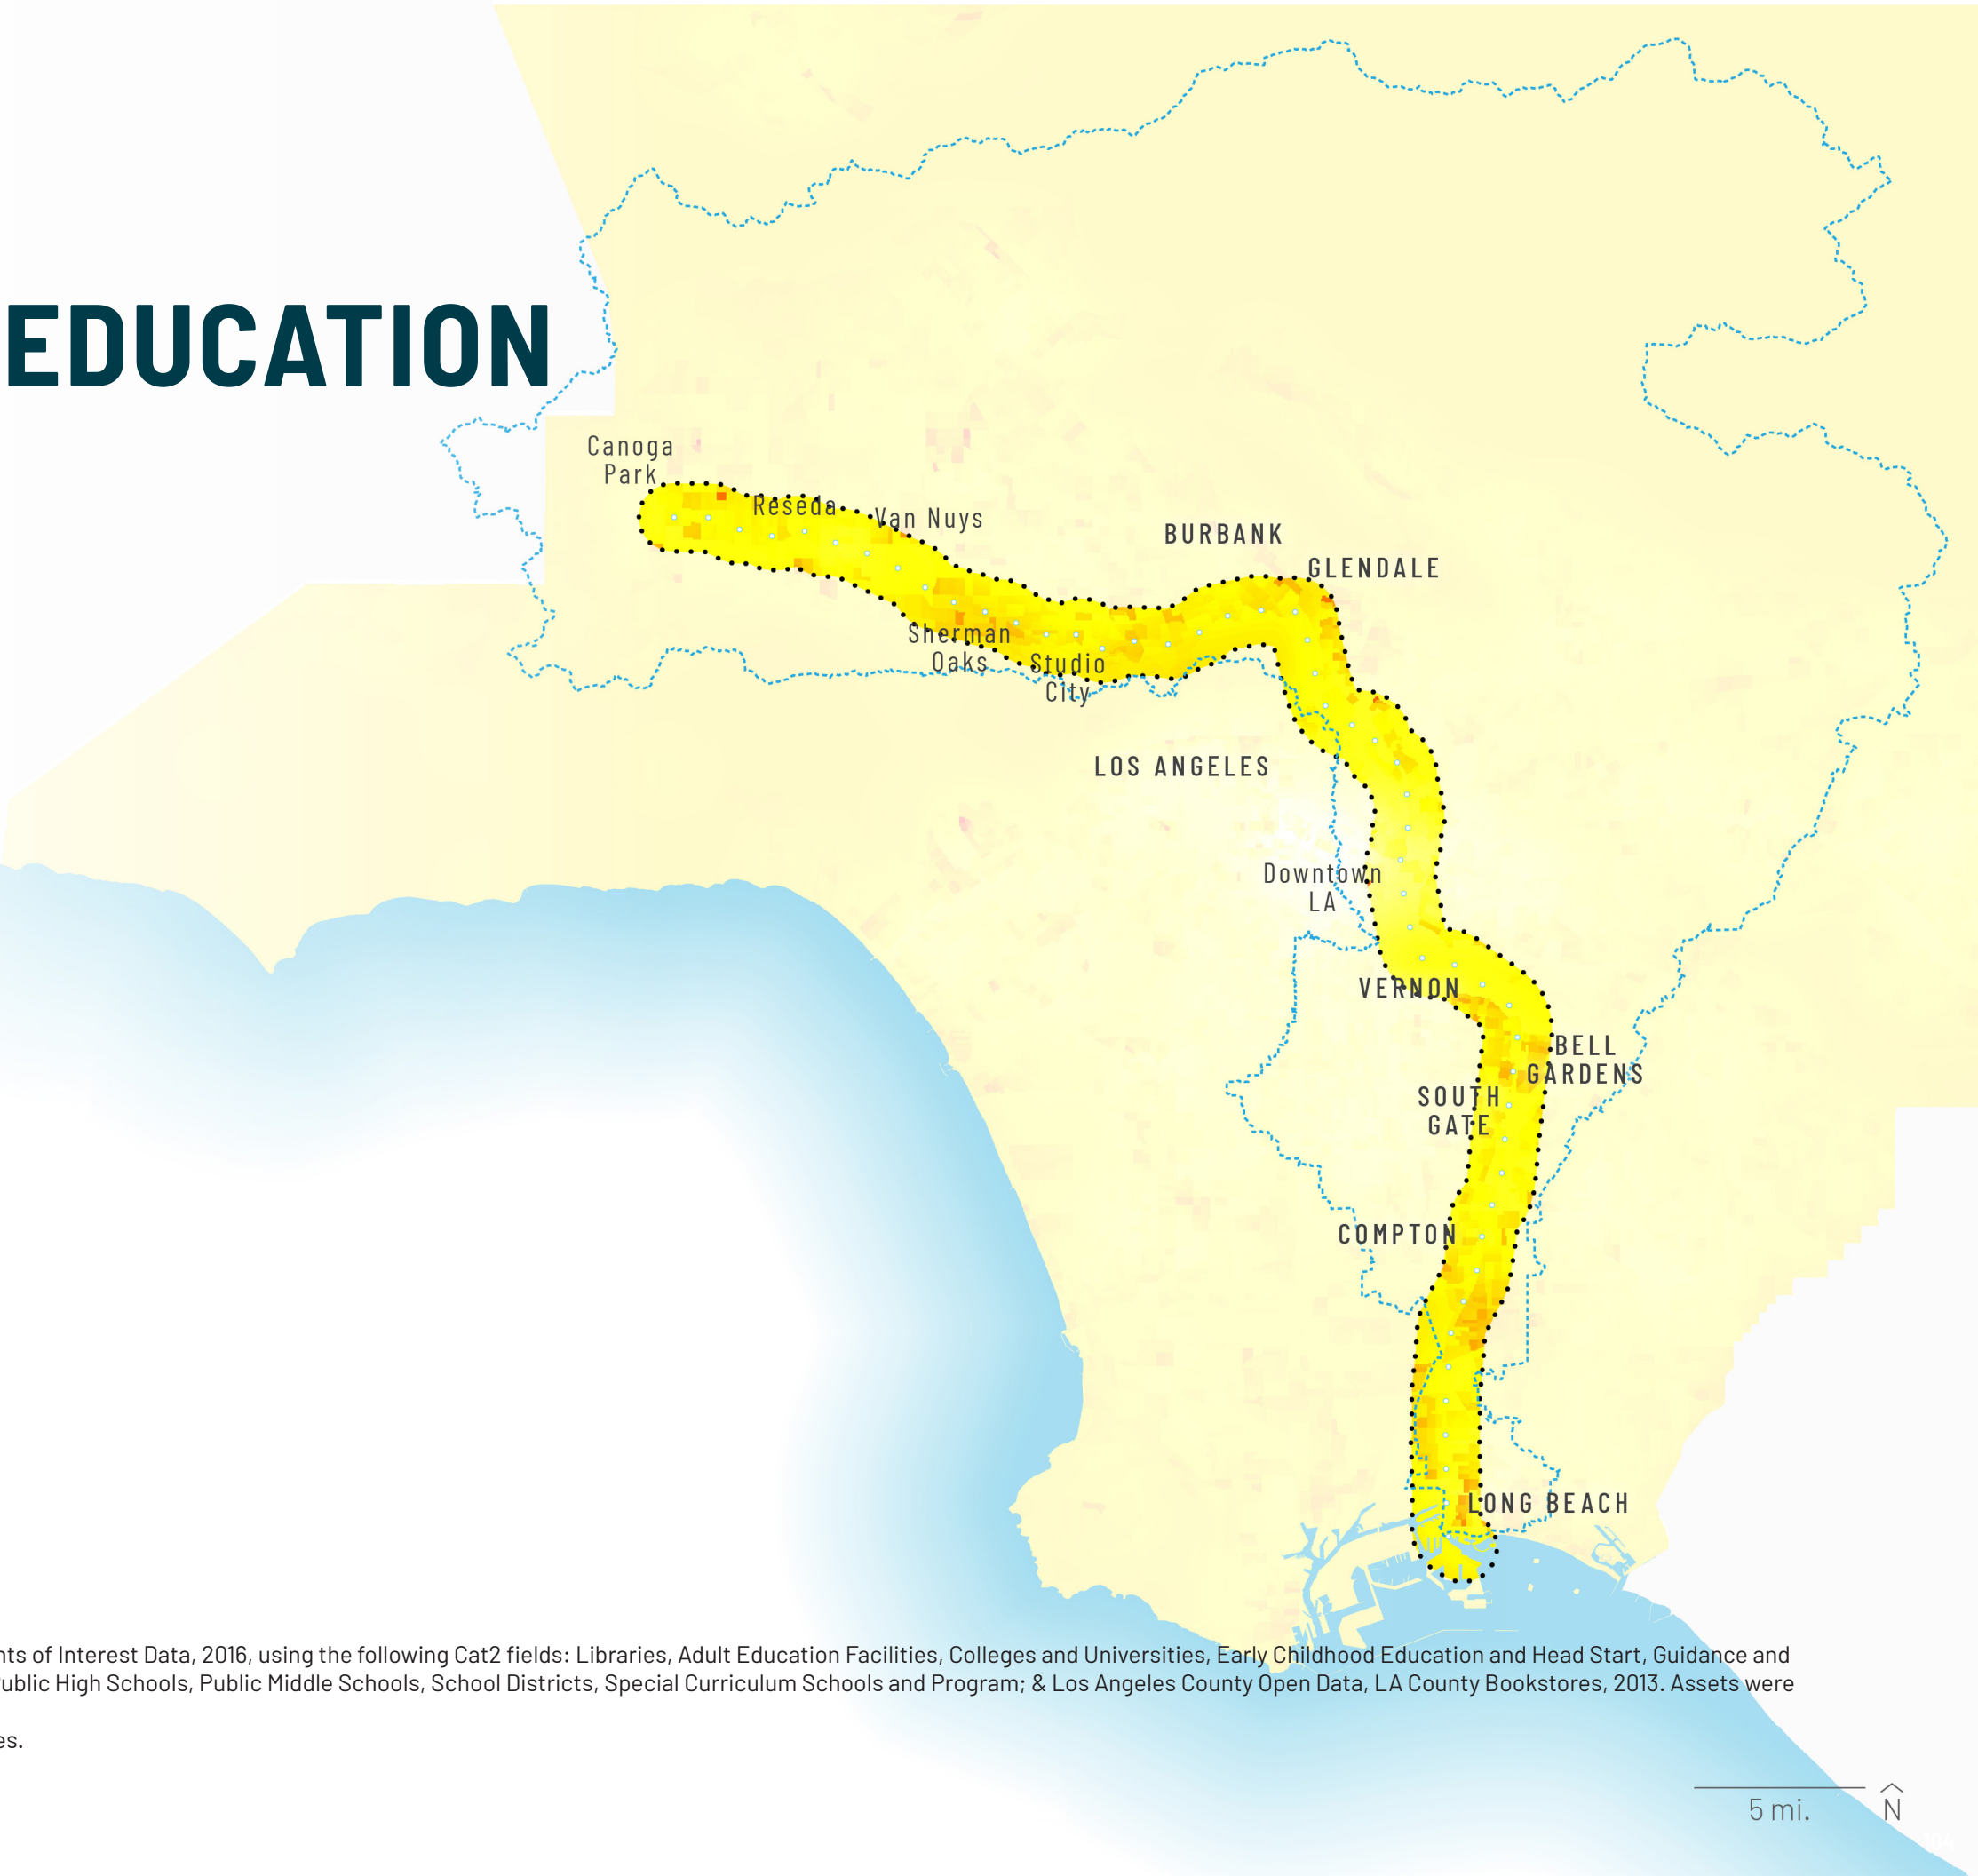 EDUCATION
Canoga
Park
Reseda
Van Nuys
BURBANK
GLENDALE
Sherman
Oaks
Studio
City
LOS ANGELES
Downtown
LA
VERNON
BELL
GARDENS
SOUTH
GATE
COMPTON
LONG BEACH
of Interest Data, 2016, using the following Cat2 fields: Libraries, Adult Education Facilities, Colleges and Universities, Early Childhood Education and Head Start, Guidance and
Public High Schools, Public Middle Schools, School Districts, Special Curriculum Schools and Program; & Los Angeles County Open Data, LA County Bookstores, 2013. Assets were
es.
5 mi.
N